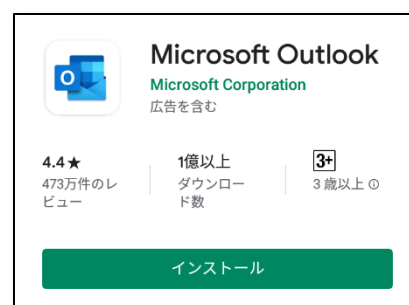 Microsoft Outlook
Microsoft Corporation
広告を含む
4.4★
473万件のレ
ビュー
1億以上
ダウンロー
ド数
3+
3 歳以上 ⓘ
インストール